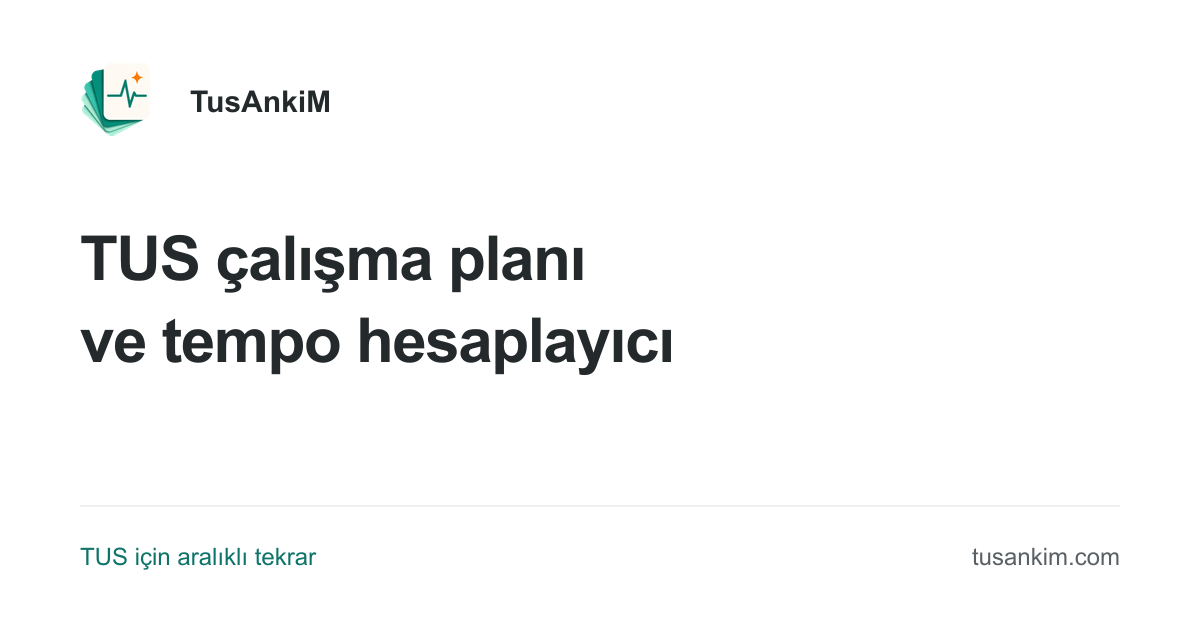 TusAnkiM
TUS çalışma planı
ve tempo hesaplayıcı
TUS için aralıklı tekrar
tusankim.com